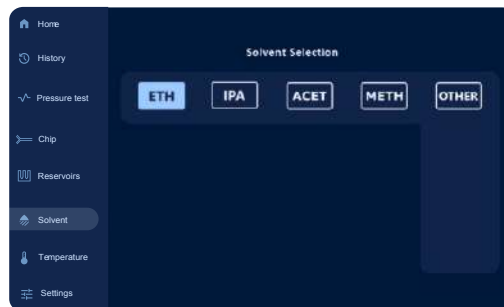 Home
History
Pressure test
Chip
Reservoirs
Solvent
Temperature
Settings
Solvent Selection
ETH IPA ACET METH OTHER